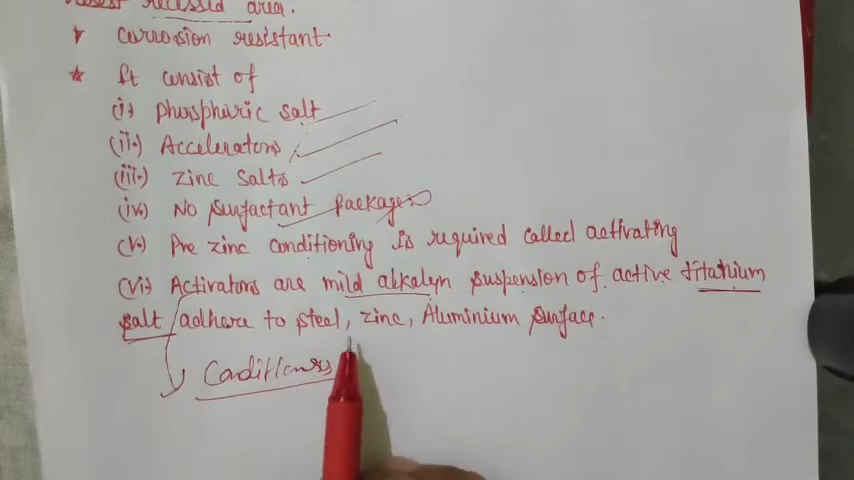 recessed area.
corrosion resistant.
It consist of
(i) phosphoric salt
(ii) Accelerators
(iii) zinc salts
(iv) No surfactant package.
(v) Pre zinc conditioning is required called activating
(vi) Activators are mild alkalyn suspension of active titanium
salt adhere to steel, zinc, Aluminium surface.
Conditioners